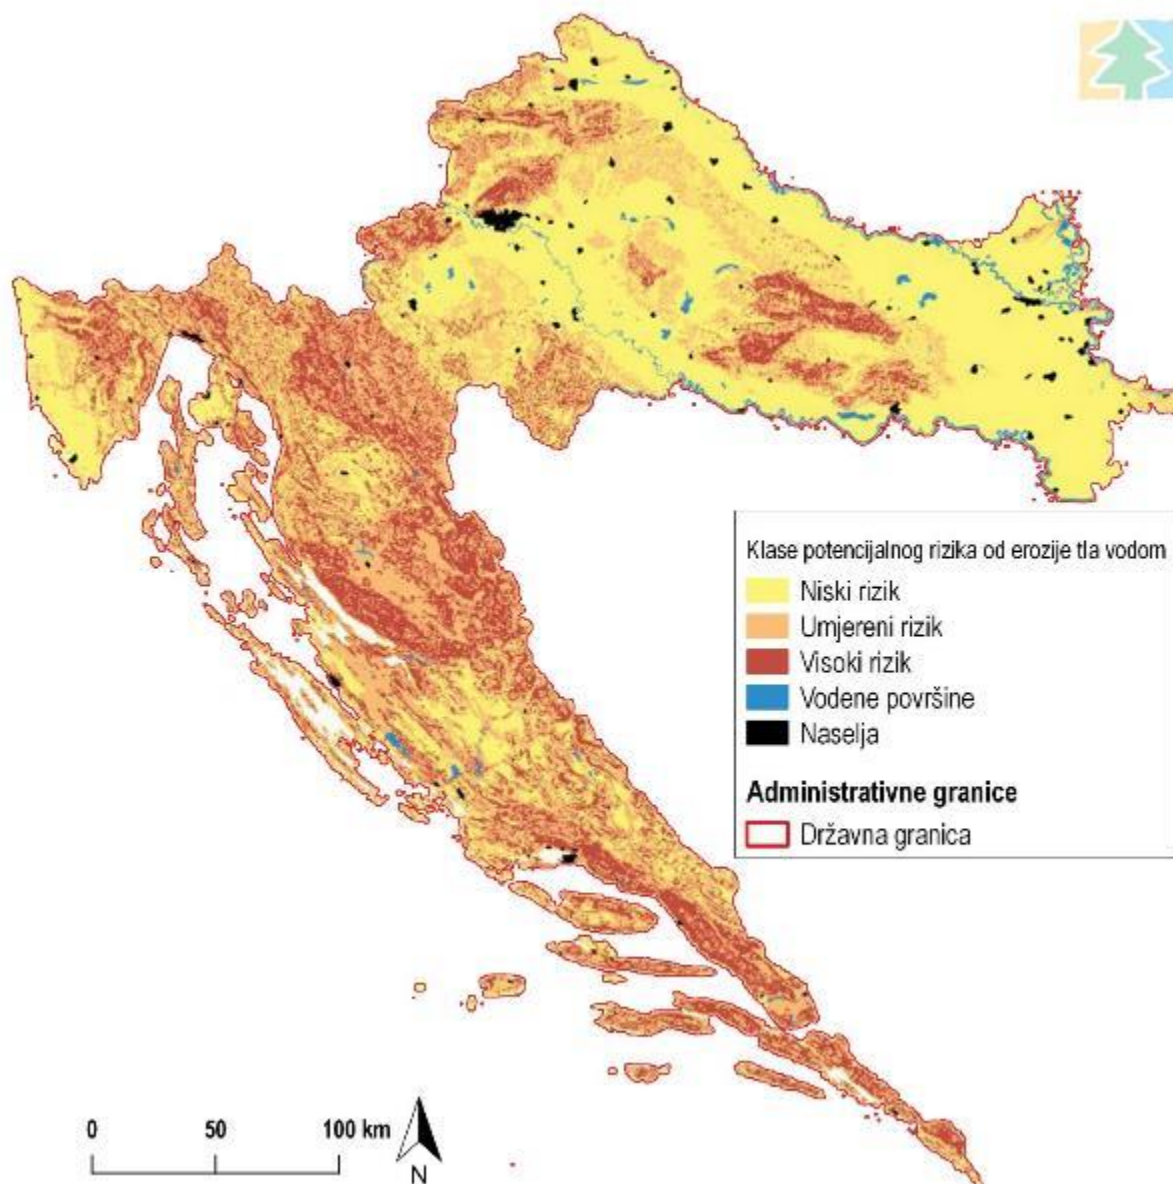 Klase potencijalnog rizika od erozije tla vodom
Niski rizik
Umjereni rizik
Visoki rizik
Vodene površine
Naselja
Administrativne granice
Državna granica
0 50 100 km
N